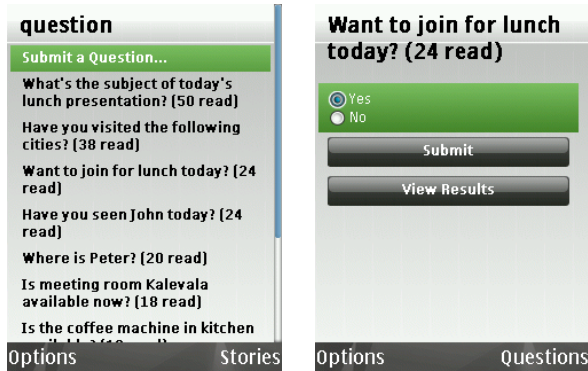 question
Submit a Question...
What's the subject of today's
lunch presentation? (50 read)
Have you visited the following
cities? (38 read)
Want to join for lunch today? (24
read)
Have you seen John today? (24
read)
Where is Peter? (20 read)
Is meeting room Kalevala
available now? (18 read)
Is the coffee machine in kitchen
Options
Stories
Want to join for lunch
today? (24 read)
Yes
No
Submit
View Results
Options
Questions